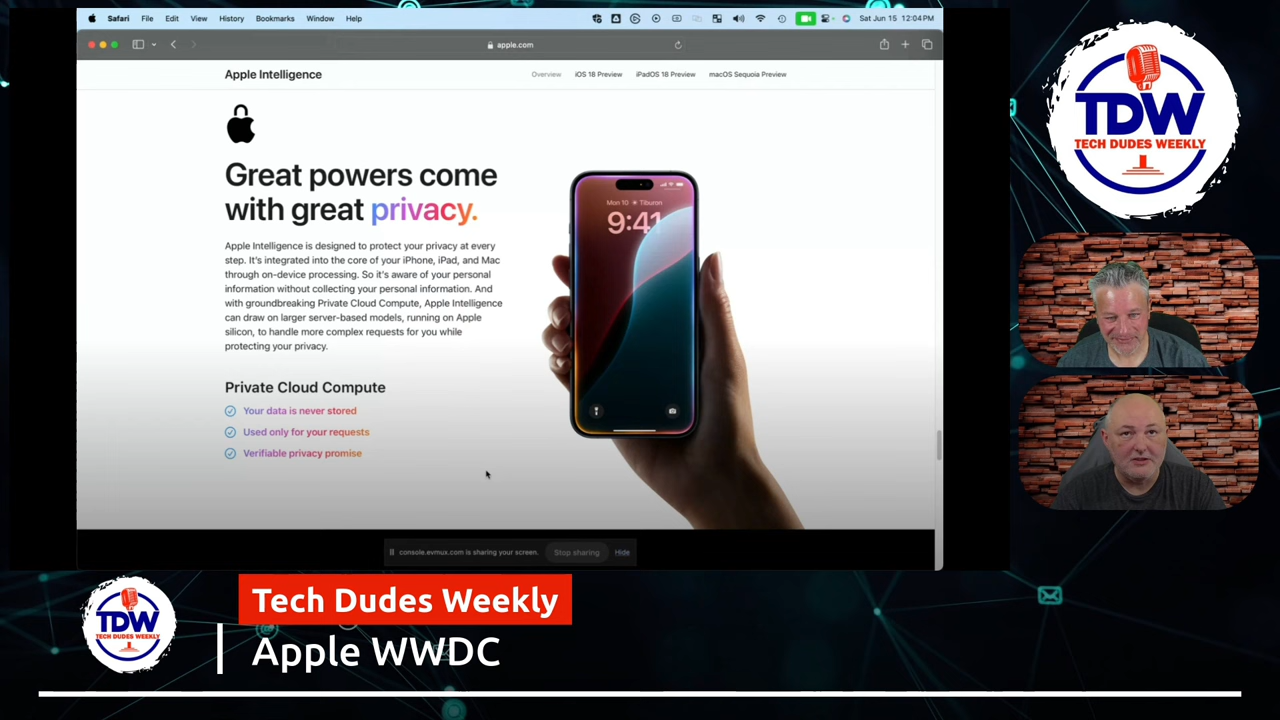 Safari File Edit View History Bookmarks Window Help
Sat Jun 15 12:04 PM
apple.com
Apple Intelligence
Overview iOS 18 Preview iPadOS 18 Preview macOS Sequoia Preview
Great powers come
with great privacy.
Apple Intelligence is designed to protect your privacy at every
step. It's integrated into the core of your iPhone, iPad, and Mac
through on-device processing. So it's aware of your personal
information without collecting your personal information. And
with groundbreaking Private Cloud Compute, Apple Intelligence
can draw on larger server-based models, running on Apple
silicon, to handle more complex requests for you while
protecting your privacy.
Private Cloud Compute
Your data is never stored
Used only for your requests
Verifiable privacy promise
Mon 10 Tiburon
9:41
console.evmux.com is sharing your screen. Stop sharing Hide
TDW
TECH DUDES WEEKLY
TDW
TECH DUDES WEEKLY
Tech Dudes Weekly
Apple WWDC